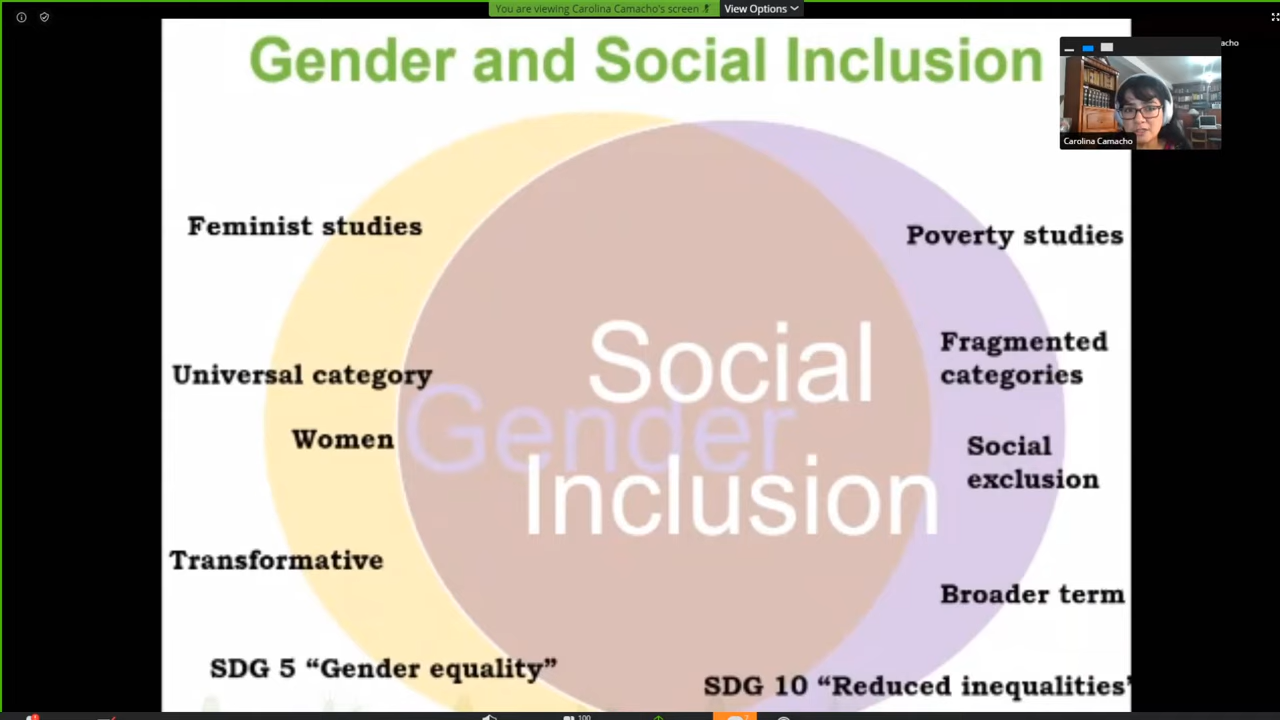 You are viewing Carolina Camacho's screen
View Options
Gender and Social Inclusion
acho
Carolina Camacho
Feminist studies
Poverty studies
Universal category
Fragmented
categories
Social
Gender
Inclusion
Women
Social
exclusion
Transformative
Broader term
SDG 5 “Gender equality”
SDG 10 “Reduced inequalities’
100